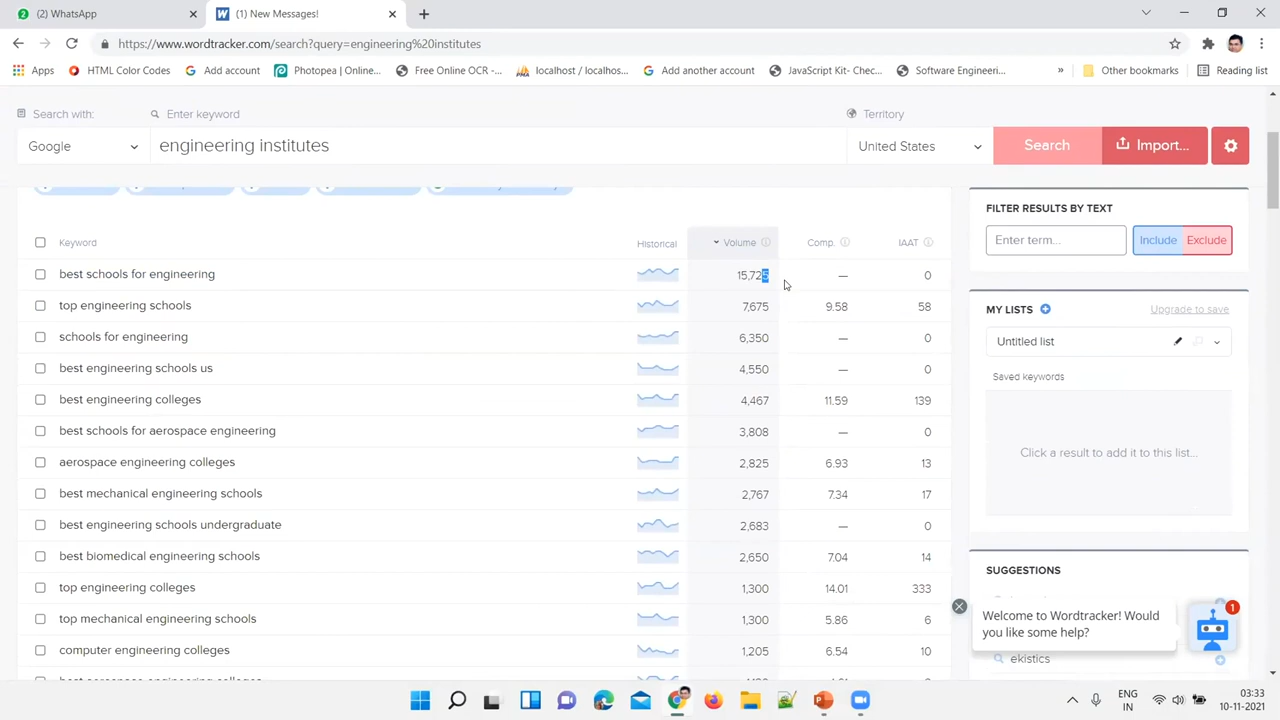 (2) WhatsApp
(1) New Messages!
https://www.wordtracker.com/search?query=engineering%20institutes
Apps
HTML Color Codes
Add account
Photopea | Online...
Free Online OCR -...
localhost / localhos...
Add another account
JavaScript Kit- Chec...
Software Engineeri...
»
Other bookmarks
Reading list
Search with:
Enter keyword
Territory
Google
engineering institutes
United States
Search
Import...
Keyword Historical Volume Comp. IAAT
best schools for engineering 15,725 — 0
top engineering schools 7,675 9.58 58
schools for engineering 6,350 — 0
best engineering schools us 4,550 — 0
best engineering colleges 4,467 11.59 139
best schools for aerospace engineering 3,808 — 0
aerospace engineering colleges 2,825 6.93 13
best mechanical engineering schools 2,767 7.34 17
best engineering schools undergraduate 2,683 — 0
best biomedical engineering schools 2,650 7.04 14
top engineering colleges 1,300 14.01 333
top mechanical engineering schools 1,300 5.86 6
computer engineering colleges 1,205 6.54 10
FILTER RESULTS BY TEXT
Enter term...
Include
Exclude
MY LISTS
Upgrade to save
Untitled list
Saved keywords
Click a result to add it to this list...
SUGGESTIONS
Welcome to Wordtracker! Would
you like some help?
1
ekistics
ENG
IN
03:33
10-11-2021